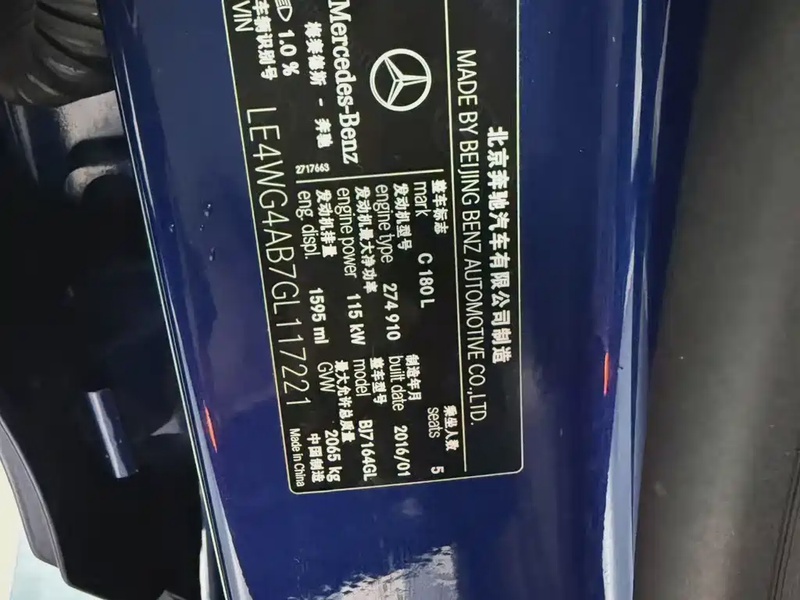 北京奔驰汽车有限公司制造
MADE BY BEIJING BENZ AUTOMOTIVE CO.,LTD.
Mercedes-Benz
梅赛德斯 - 奔驰
2717663
1.0 %
整车标志
mark C 180 L
乘坐人数
seats 5
发动机型号
engine type 274 910
制造年月
built date 2016/01
发动机最大净功率
engine power 115 kW
整车型号
model BJ7164GL
发动机排量
eng. displ. 1595 ml
最大允许总质量
GVW 2065 kg
车辆识别号
VIN LE4WG4AB7GL117221
中国制造
Made in China